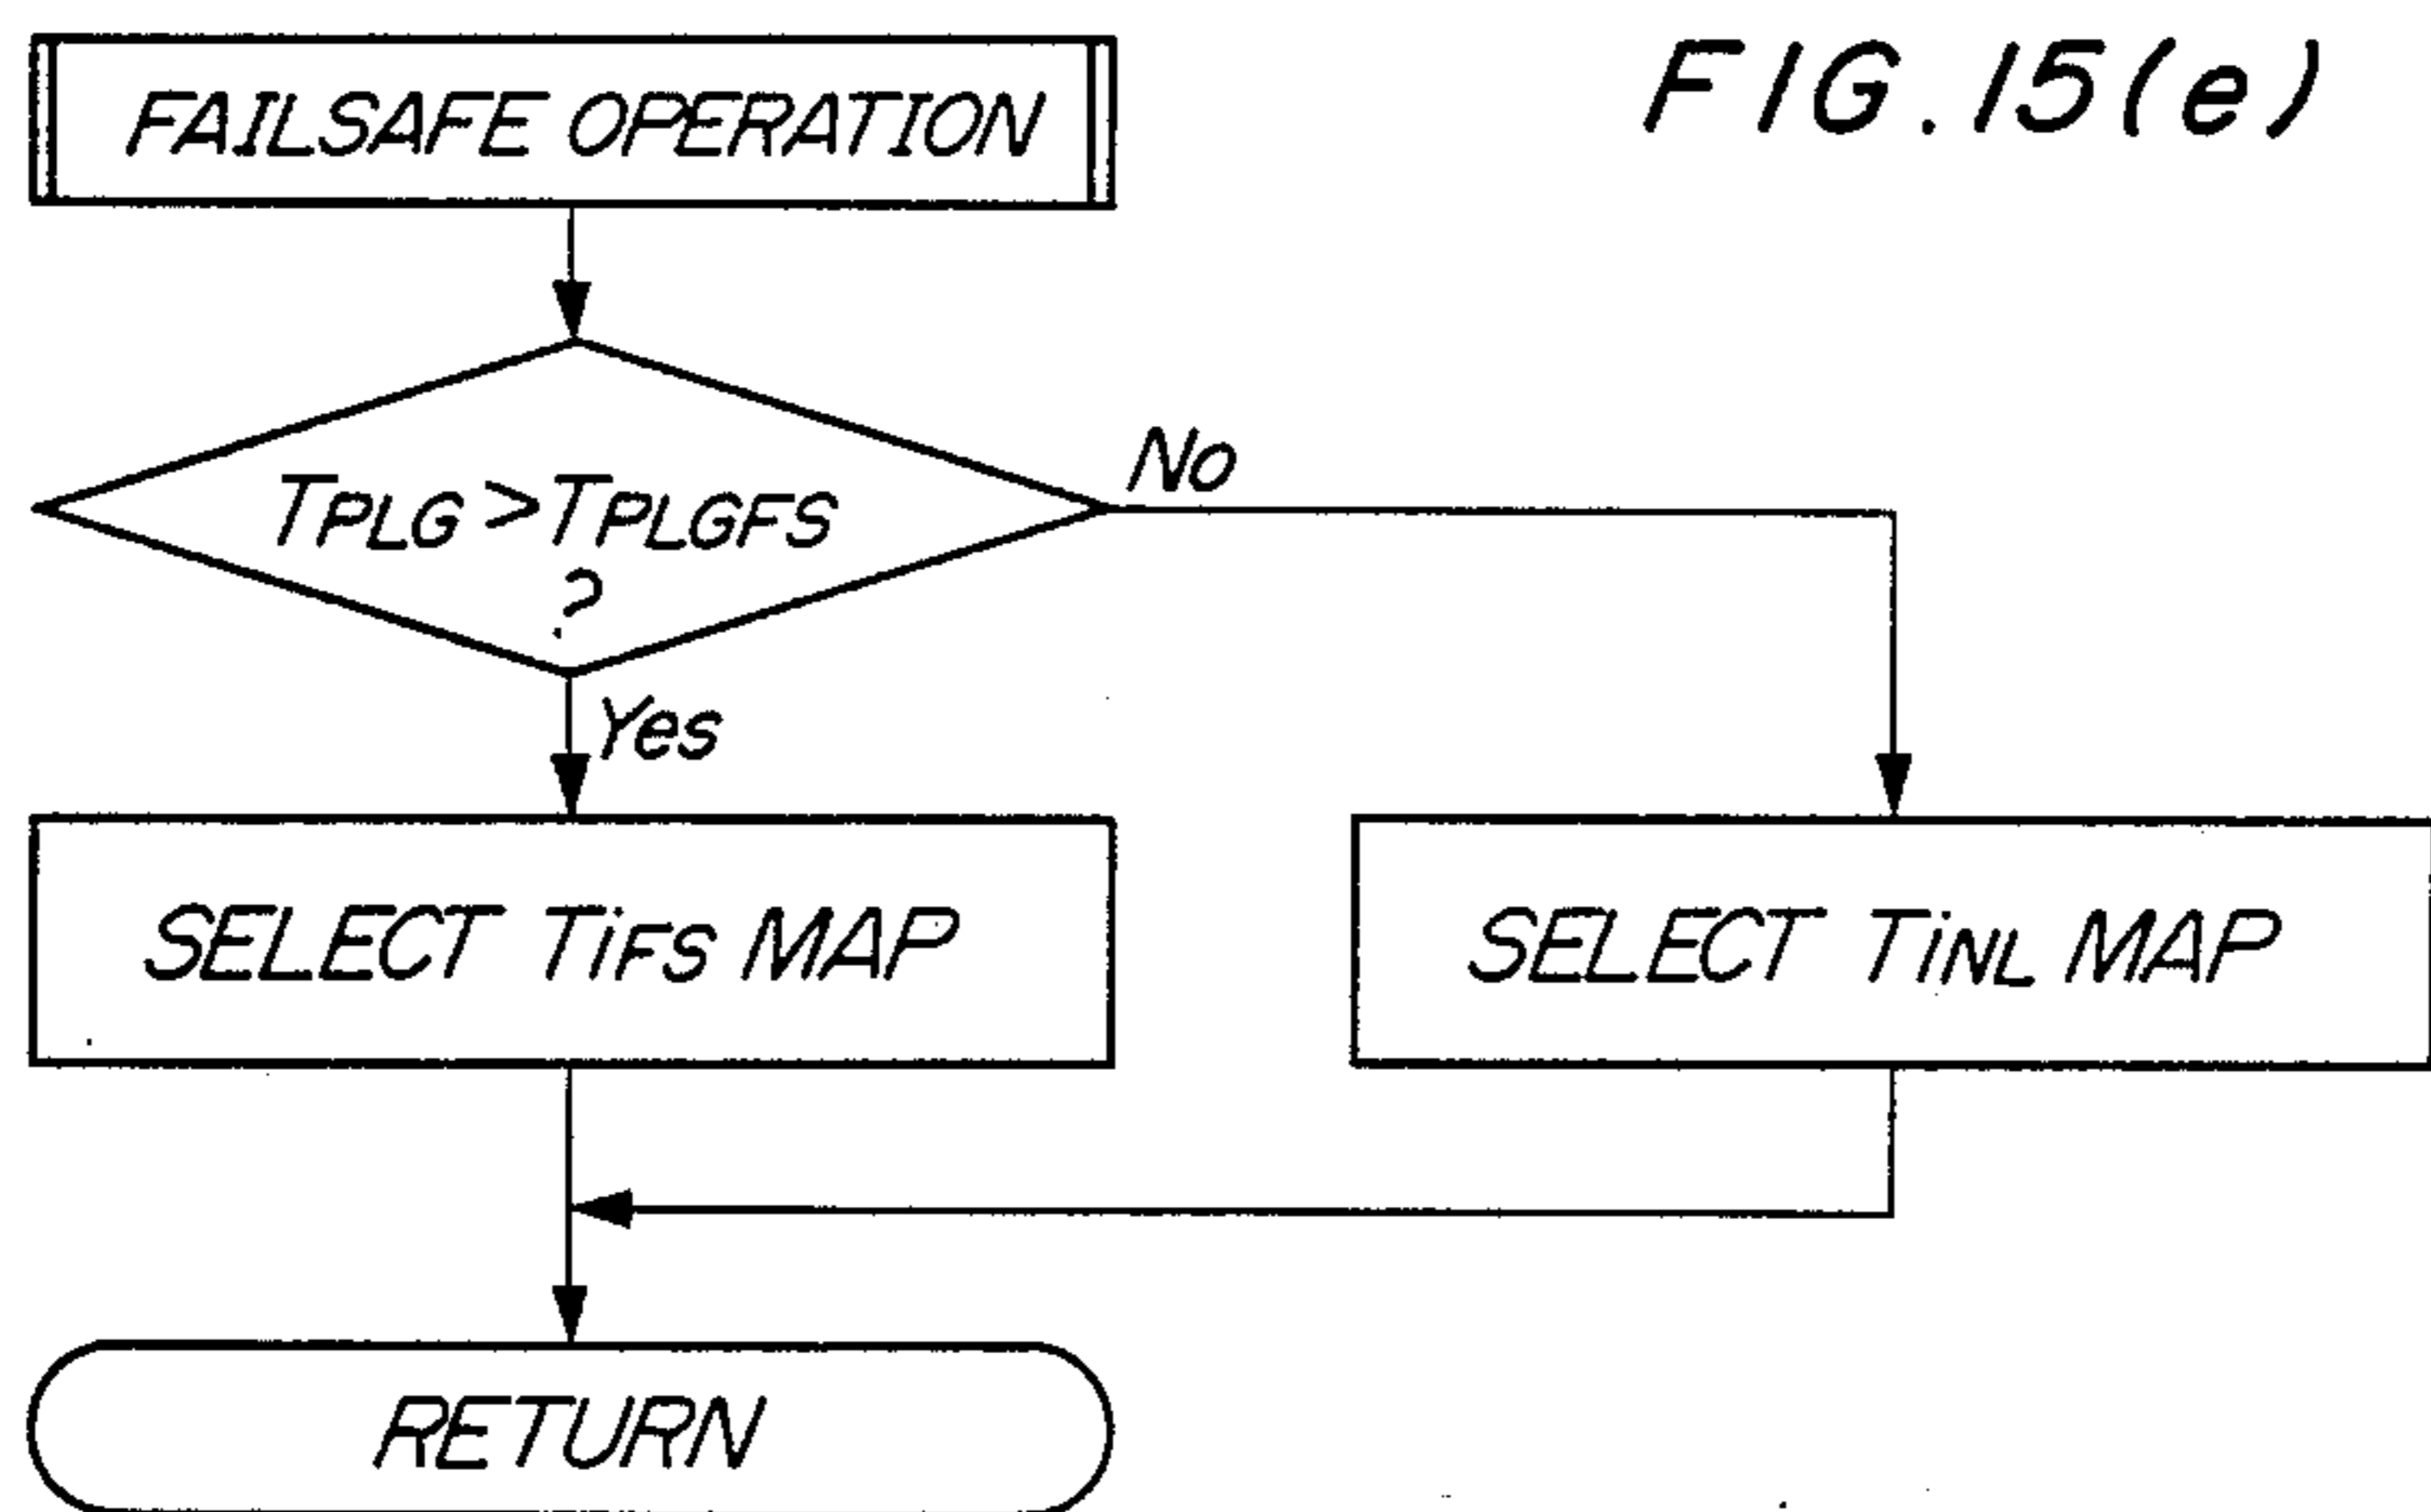 FIG. 15(e)
FAILSAFE OPERATION
TPLG>TPLGFS
?
No
Yes
SELECT TiFS MAP
SELECT TiNL MAP
RETURN